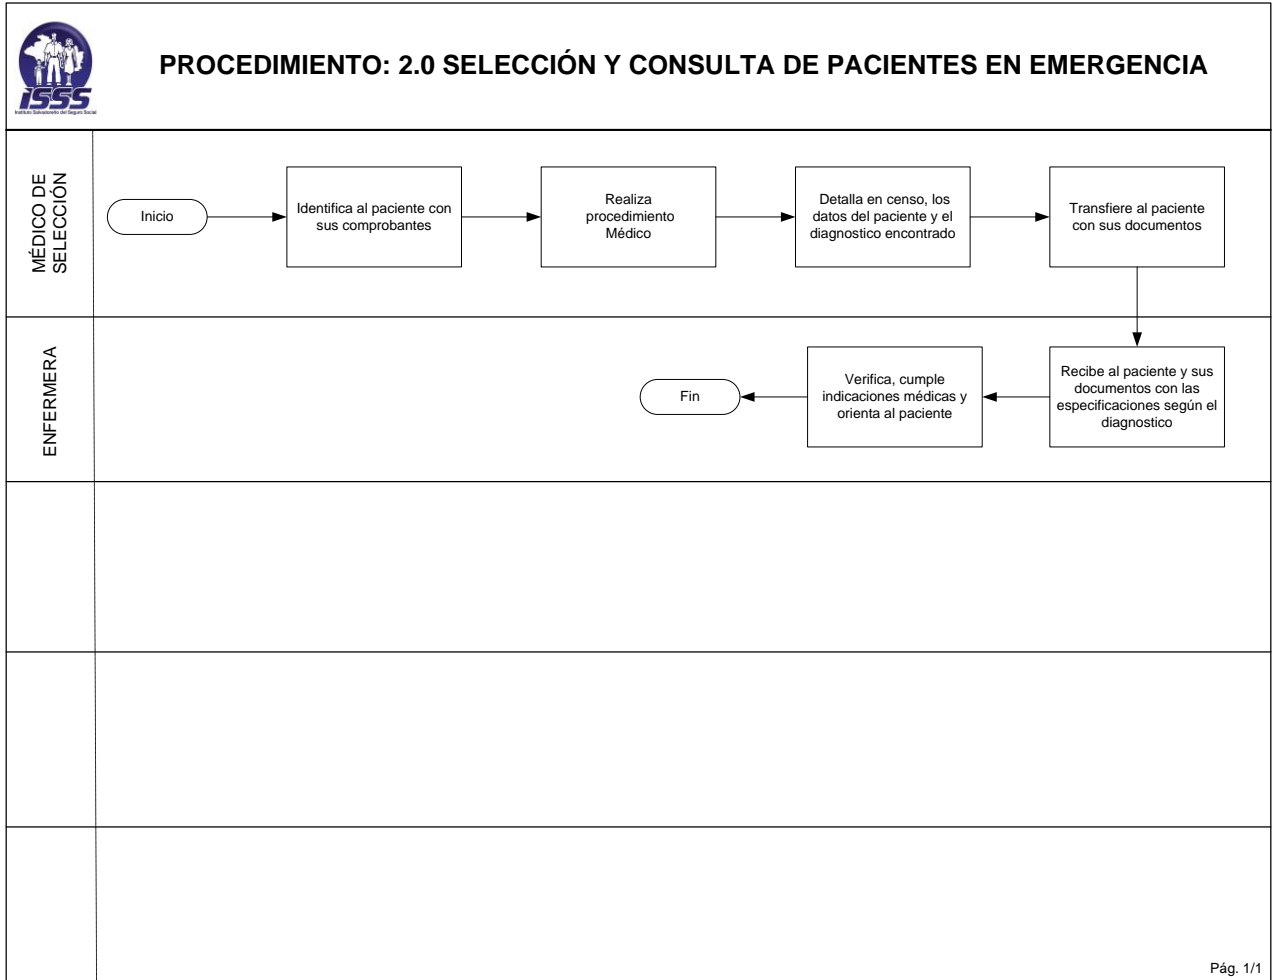 PROCEDIMIENTO: 2.0 SELECCIÓN Y CONSULTA DE PACIENTES EN EMERGENCIA
ISSS
Instituto Salvadoreño del Seguro Social
MÉDICO DE
SELECCIÓN
Inicio
Identifica al paciente con
sus comprobantes
Realiza
procedimiento
Médico
Detalla en censo, los
datos del paciente y el
diagnostico encontrado
Transfiere al paciente
con sus documentos
ENFERMERA
Fin
Verifica, cumple
indicaciones médicas y
orienta al paciente
Recibe al paciente y sus
documentos con las
especificaciones según el
diagnostico
Pág. 1/1